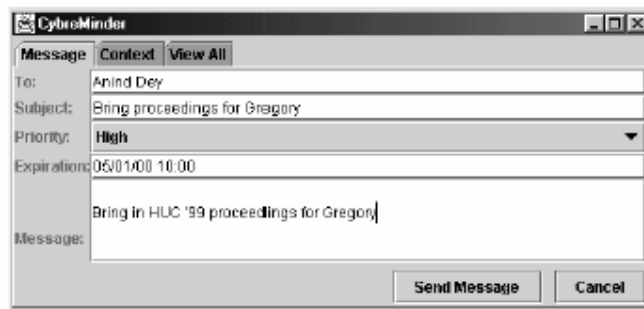 CybreMinder
Message Context View All
To: Anind Dey
Subject: Bring proceedings for Gregory
Priority: High
Expiration: 05/01/00 10:00
Bring in HUC '99 proceedings for Gregory
Message:
Send Message Cancel